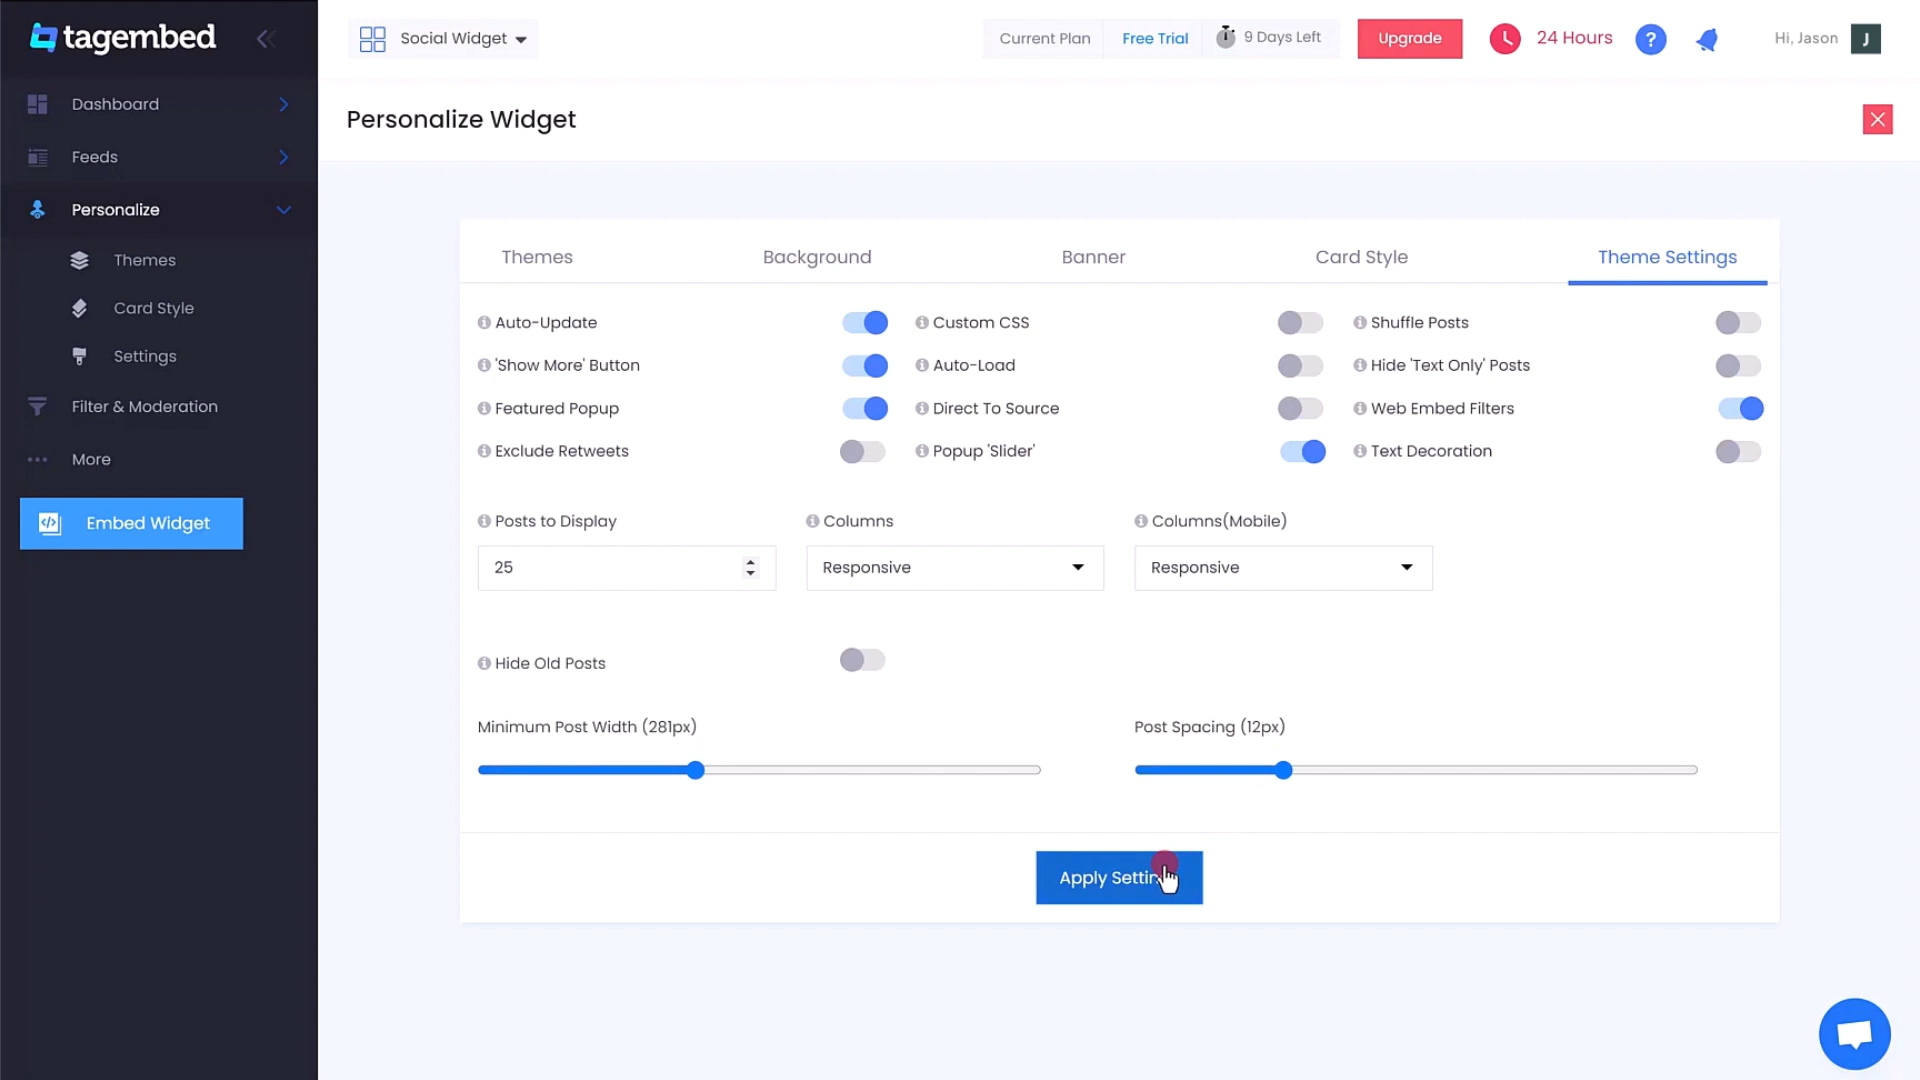 tagembed
Social Widget
Current Plan
Free Trial
9 Days Left
Upgrade
24 Hours
?
Hi, Jason
J
Dashboard
Feeds
Personalize
Themes
Card Style
Settings
Filter & Moderation
More
Embed Widget
Personalize Widget
Themes
Background
Banner
Card Style
Theme Settings
Auto-Update
Custom CSS
Shuffle Posts
'Show More' Button
Auto-Load
Hide 'Text Only' Posts
Featured Popup
Direct To Source
Web Embed Filters
Exclude Retweets
Popup 'Slider'
Text Decoration
Posts to Display
Columns
Columns(Mobile)
25
Responsive
Responsive
Hide Old Posts
Minimum Post Width (281px)
Post Spacing (12px)
Apply